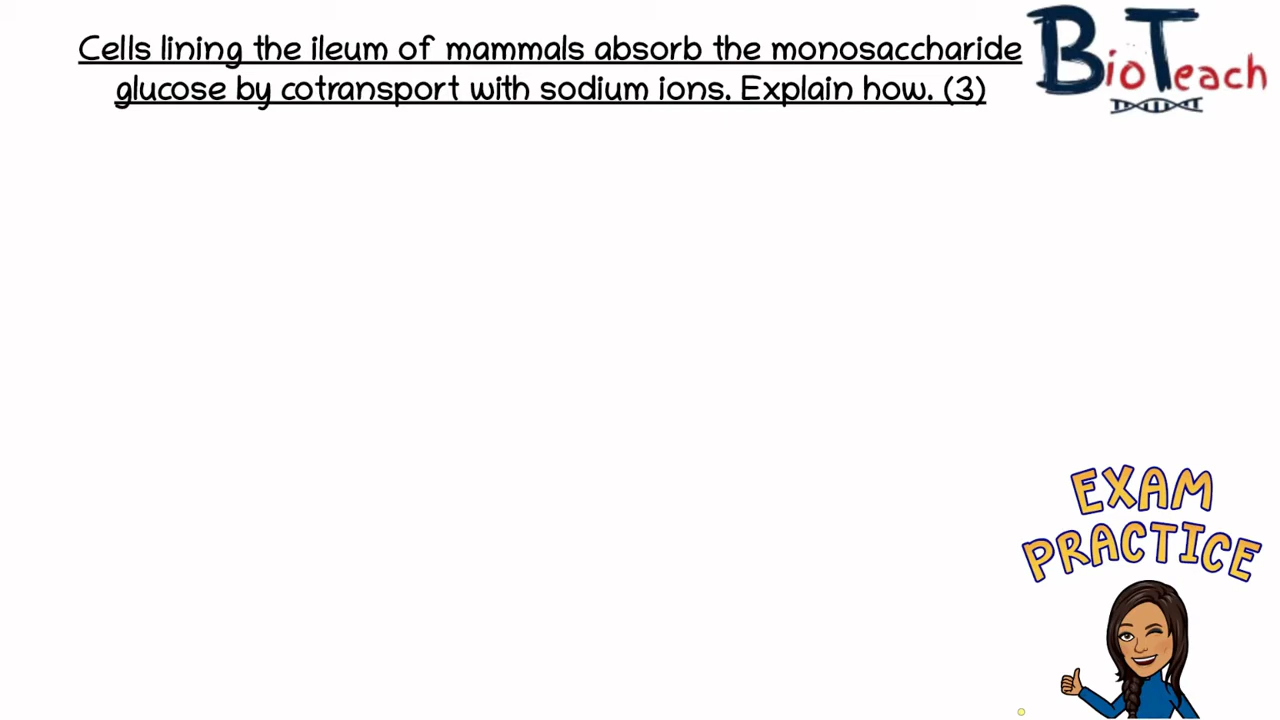 Cells lining the ileum of mammals absorb the monosaccharide
glucose by cotransport with sodium ions. Explain how. (3)
BioTeach
EXAM
PRACTICE